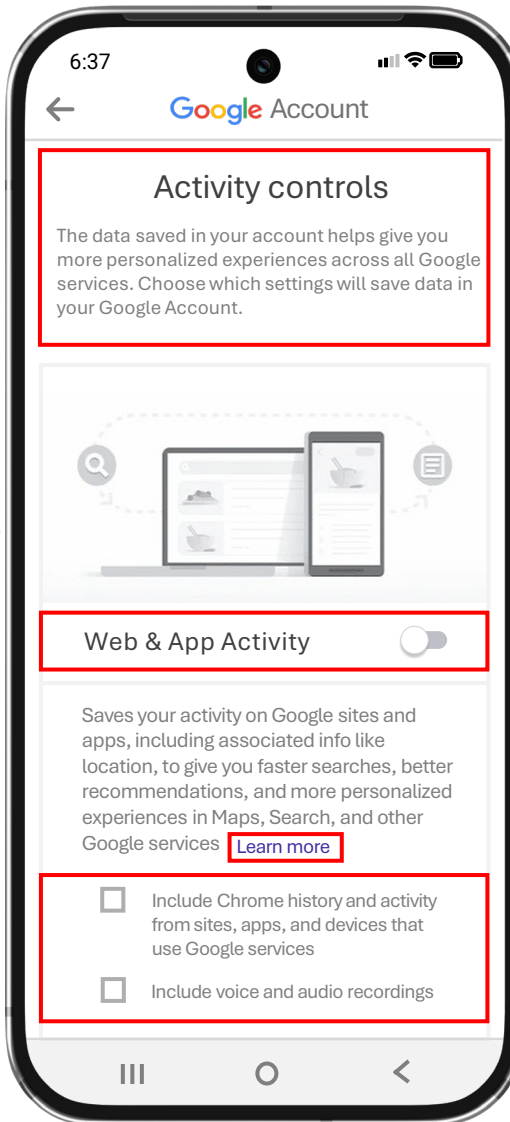 6:37
Google Account
Activity controls
The data saved in your account helps give you
more personalized experiences across all Google
services. Choose which settings will save data in
your Google Account.
Web & App Activity
Saves your activity on Google sites and
apps, including associated info like
location, to give you faster searches, better
recommendations, and more personalized
experiences in Maps, Search, and other
Google services Learn more
Include Chrome history and activity
from sites, apps, and devices that
use Google services
Include voice and audio recordings